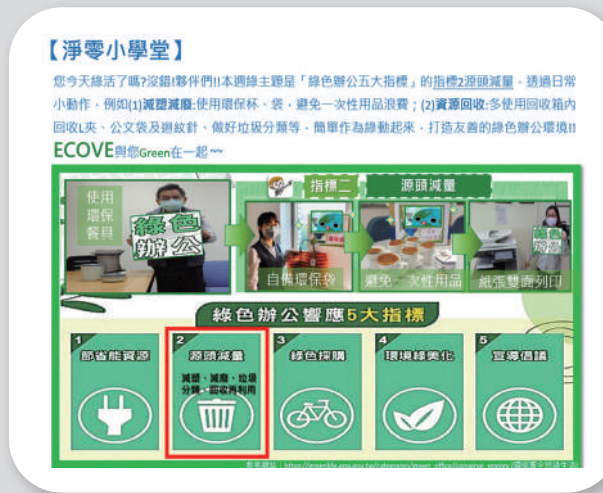 【淨零小學堂】
您今天綠活了嗎?沒錯!夥伴們!!本週綠主題是「綠色辦公五大指標」的指標2源頭減量，透過日常
小動作，例如(1)減塑減廢:使用環保杯、袋，避免一次性用品浪費；(2)資源回收:多使用回收箱內
回收L夾、公文袋及迴紋針、做好垃圾分類等，簡單作為綠動起來，打造友善的綠色辦公環境!!
ECOVE與您Green在一起~~
指標二 源頭減量
使用
環保
餐具
綠色
辦公
自備環保袋
避免一次性用品
綠色
辦公
紙張雙面列印
綠色辦公響應5大指標
1
節省能資源
2
源頭減量
減塑、減廢、垃圾
分類、回收再利用
3
綠色採購
4
環境綠美化
5
宣導倡議